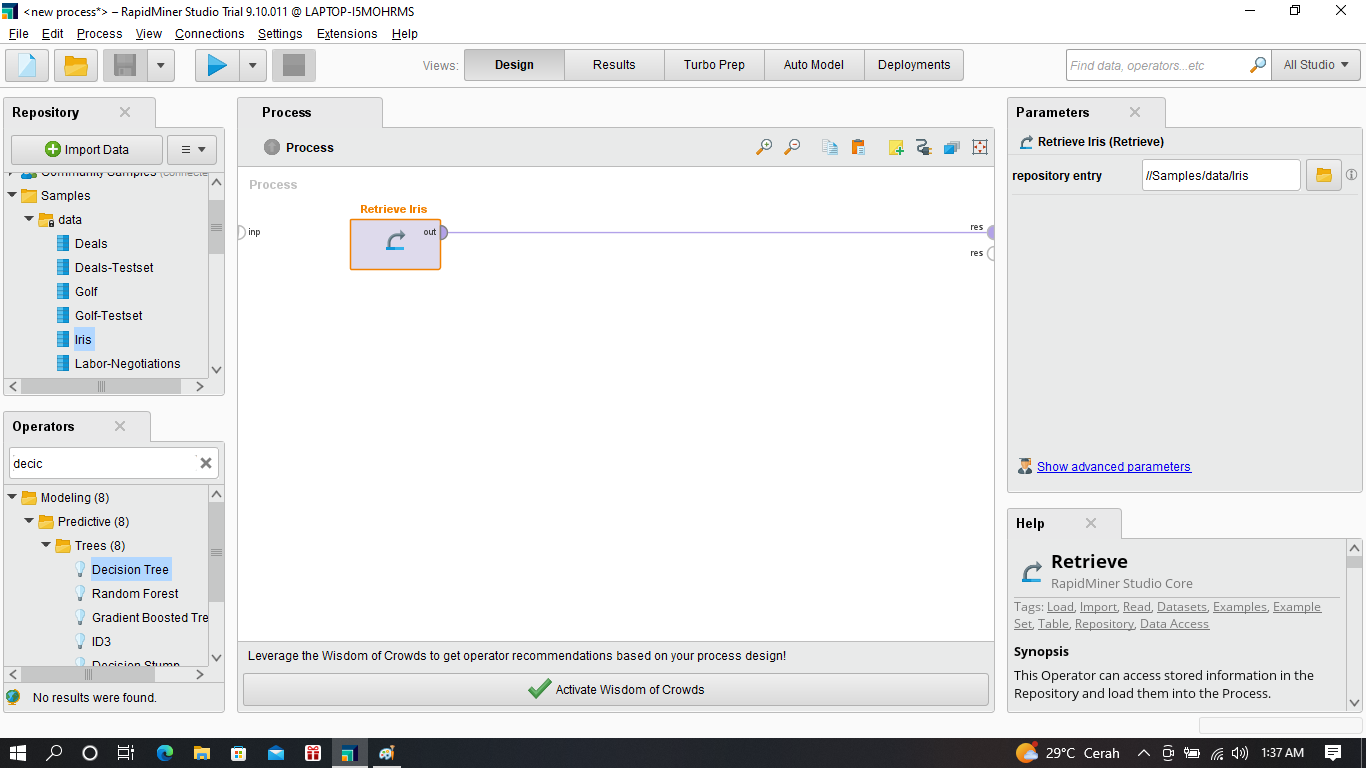 <new process*> – RapidMiner Studio Trial 9.10.011 @ LAPTOP-I5MOHRMS
File Edit Process View Connections Settings Extensions Help
Views: Design Results Turbo Prep Auto Model Deployments Find data, operators...etc All Studio
Repository
Import Data
Community Samples (connected
Samples
data
Deals
Deals-Testset
Golf
Golf-Testset
Iris
Labor-Negotiations
Operators
decic
Modeling (8)
Predictive (8)
Trees (8)
Decision Tree
Random Forest
Gradient Boosted Tre
ID3
Decision Stump
No results were found.
Process
Process
Process
Retrieve Iris
inp
out
res
res
Leverage the Wisdom of Crowds to get operator recommendations based on your process design!
Activate Wisdom of Crowds
Parameters
Retrieve Iris (Retrieve)
repository entry //Samples/data/Iris
Show advanced parameters
Help
Retrieve
RapidMiner Studio Core
Tags: Load, Import, Read, Datasets, Examples, Example
Set, Table, Repository, Data Access
Synopsis
This Operator can access stored information in the
Repository and load them into the Process.
29°C Cerah 1:37 AM